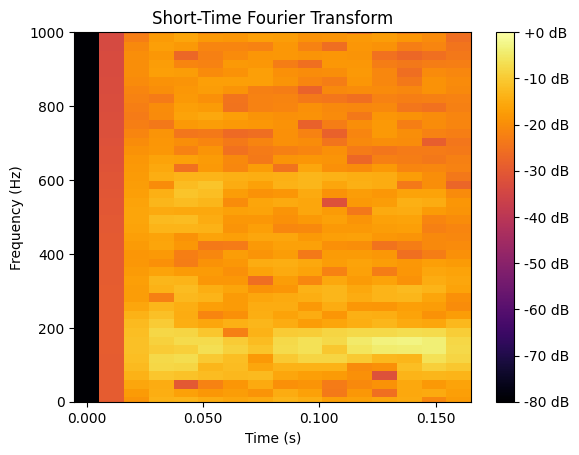 Short-Time Fourier Transform
Frequency (Hz)
1000
800
600
400
200
0
0.000 0.050 0.100 0.150
Time (s)
+0 dB
-10 dB
-20 dB
-30 dB
-40 dB
-50 dB
-60 dB
-70 dB
-80 dB